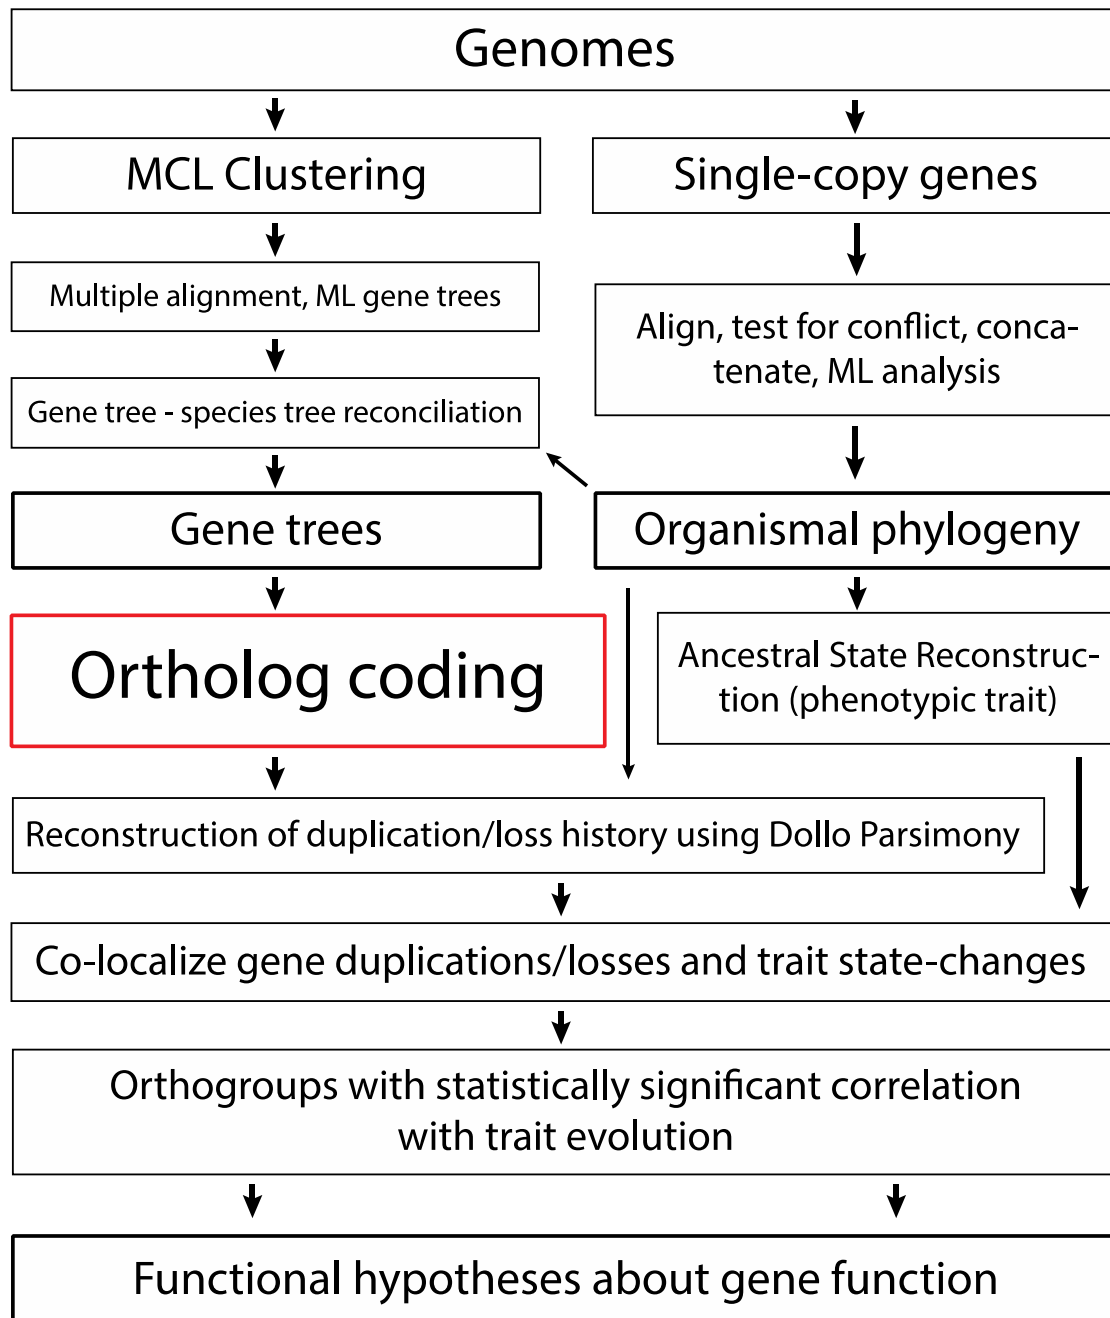 Genomes
MCL Clustering
Single-copy genes
Multiple alignment, ML gene trees
Align, test for conflict, conca-
tenate, ML analysis
Gene tree - species tree reconciliation
Gene trees
Organismal phylogeny
Ortholog coding
Ancestral State Reconstruc-
tion (phenotypic trait)
Reconstruction of duplication/loss history using Dollo Parsimony
Co-localize gene duplications/losses and trait state-changes
Orthogroups with statistically significant correlation
with trait evolution
Functional hypotheses about gene function